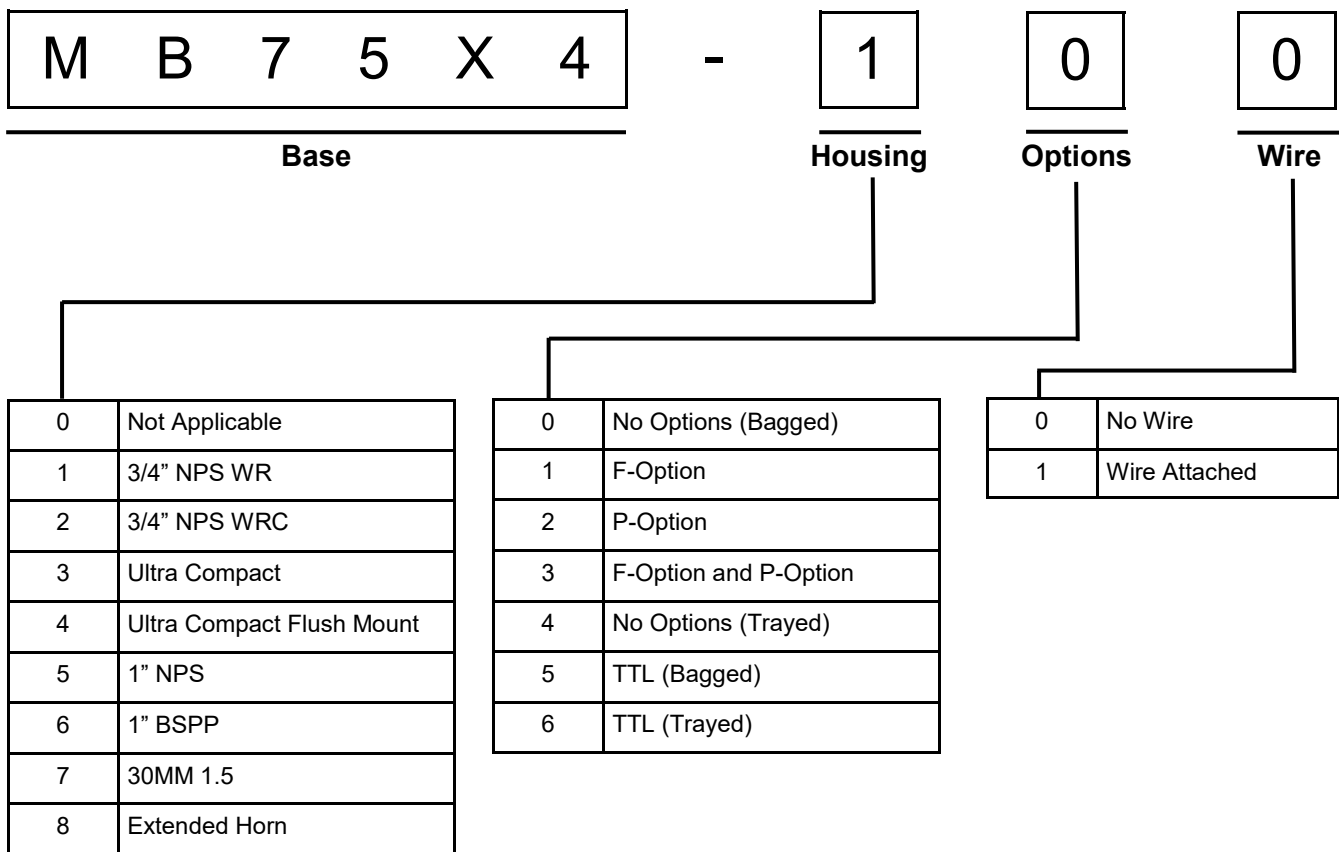 M B 7 5 X 4 - 1 0 0
Base Housing Options Wire
0 Not Applicable
1 3/4” NPS WR
2 3/4” NPS WRC
3 Ultra Compact
4 Ultra Compact Flush Mount
5 1” NPS
6 1” BSPP
7 30MM 1.5
8 Extended Horn
0 No Options (Bagged)
1 F-Option
2 P-Option
3 F-Option and P-Option
4 No Options (Trayed)
5 TTL (Bagged)
6 TTL (Trayed)
0 No Wire
1 Wire Attached